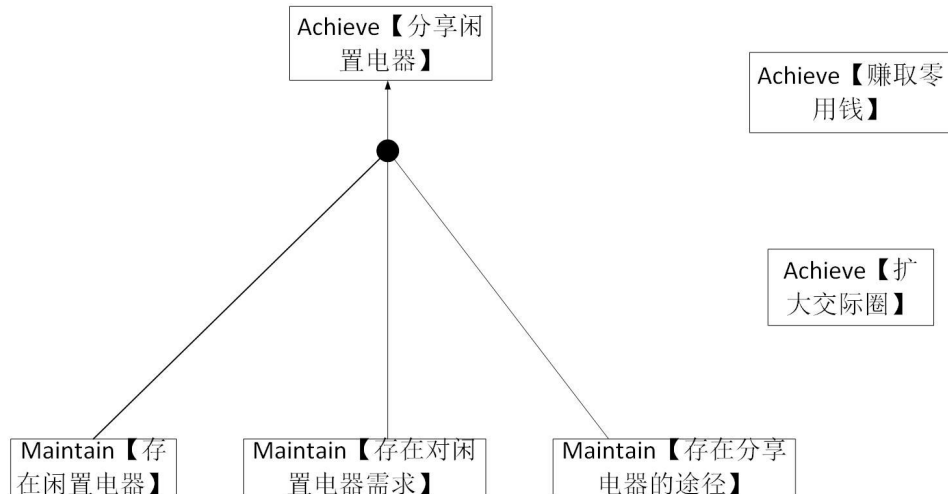 Achieve【分享闲
置电器】
Achieve【赚取零
用钱】
Achieve【扩
大交际圈】
Maintain【存
在闲置电器】
Maintain【存在对闲
置电器需求】
Maintain【存在分享
电器的途径】